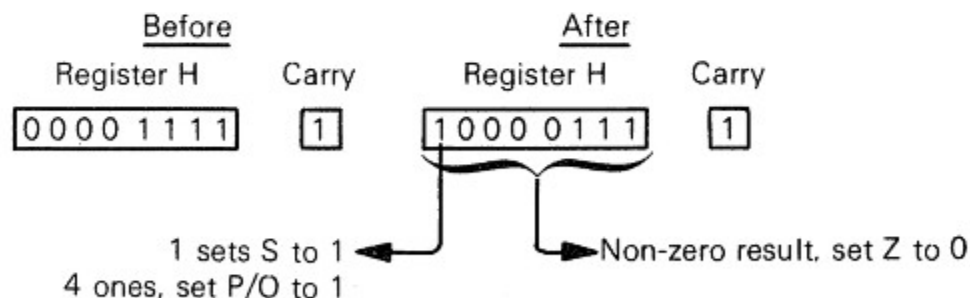 Before After
Register H Carry Register H Carry
0000 1111 1 1000 0111 1
1 sets S to 1 Non-zero result, set Z to 0
4 ones, set P/O to 1